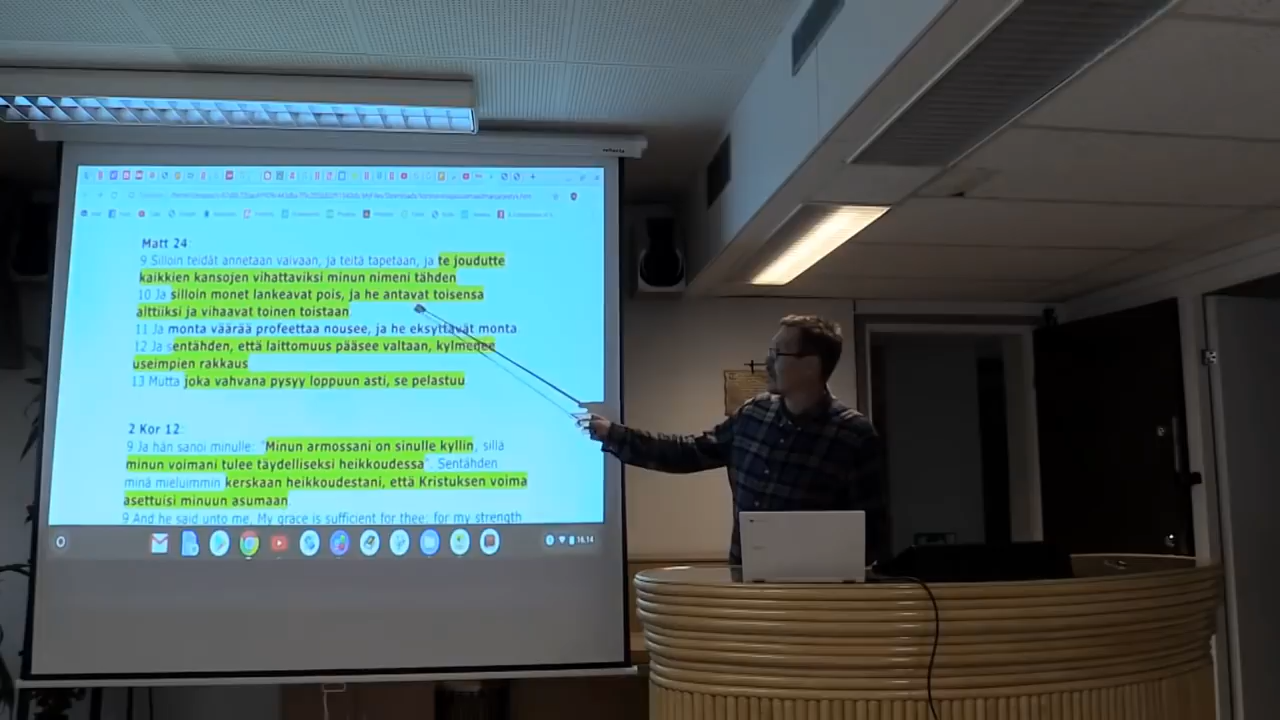 Matt 24:
9 Silloin teidät annetaan vaivaan, ja teitä tapetaan, ja te joudutte
kaikkien kansojen vihattaviksi minun nimeni tähden
10 Ja silloin monet lankeavat pois, ja he antavat toisensa
alttiiksi ja vihaavat toinen toistaan
11 Ja monta väärää profeettaa nousee, ja he eksyttävät monta
12 Ja sentähden, että laittomuus pääsee valtaan, kylmenee
useimpien rakkaus
13 Mutta joka vahvana pysyy loppuun asti, se pelastuu
2 Kor 12:
9 Ja hän sanoi minulle: "Minun armossani on sinulle kyllin, sillä
minun voimani tulee täydelliseksi heikkoudessa". Sentähden
minä mieluimmin kerskaan heikkoudestani, että Kristuksen voima
asettuisi minuun asumaan
9 And he said unto me, My grace is sufficient for thee: for my strength
16.14